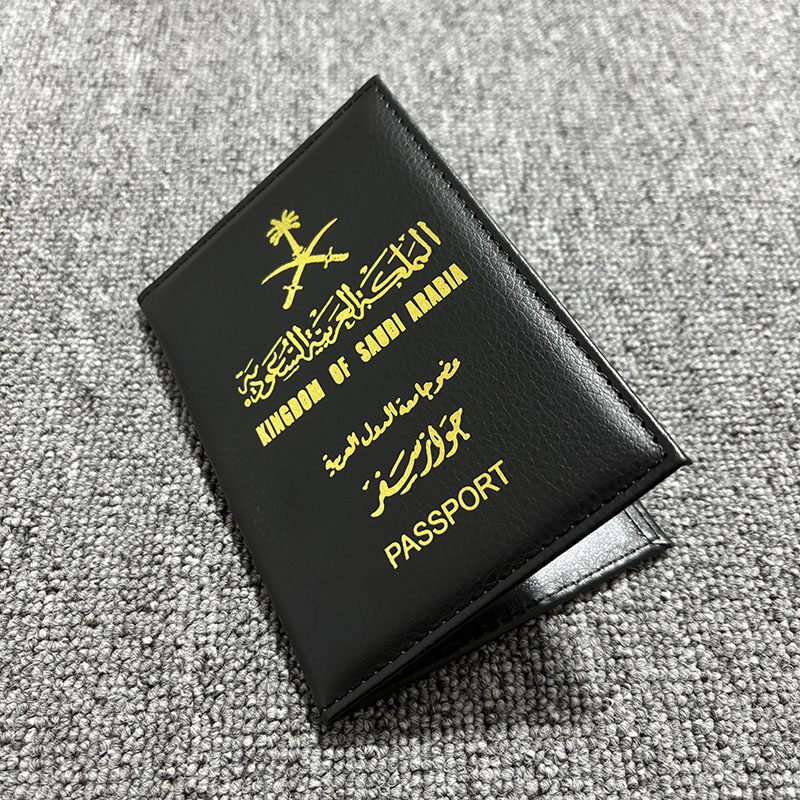 المملكة العربية السعودية
KINGDOM OF SAUDI ARABIA
عضو جامعة الدول العربية
جواز سفر
PASSPORT